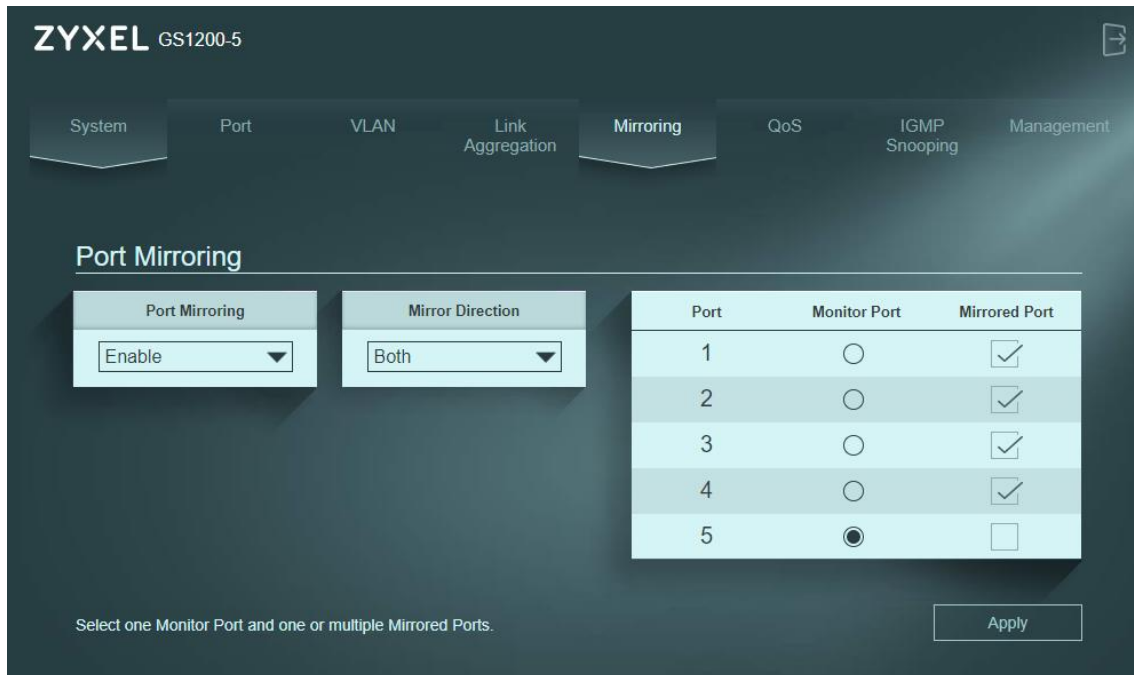 ZYXEL GS1200-5
System Port VLAN Link Aggregation Mirroring QoS IGMP Snooping Management
Port Mirroring
Port Mirroring Mirror Direction Port Monitor Port Mirrored Port
Enable Both 1
2
3
4
5
Select one Monitor Port and one or multiple Mirrored Ports. Apply